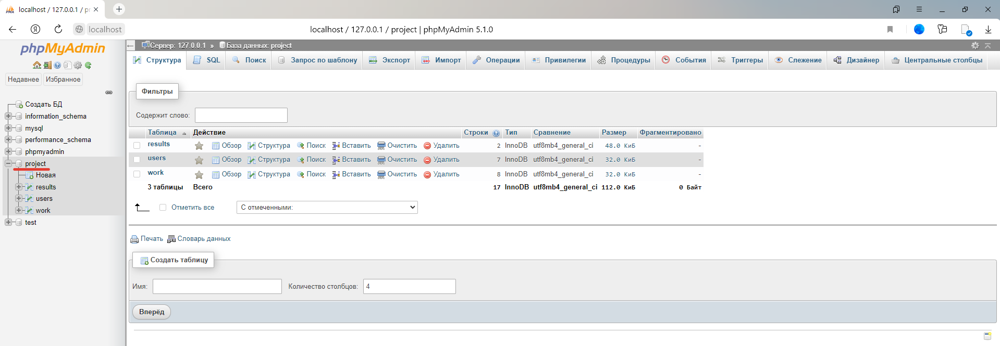 localhost / 127.0.0.1 / pr
localhost
localhost / 127.0.0.1 / project | phpMyAdmin 5.1.0
phpMyAdmin
Недавнее Избранное
Создать БД
information_schema
mysql
performance_schema
phpmyadmin
project
Новая
results
users
work
test
Сервер: 127.0.0.1 » База данных: project
Структура SQL Поиск Запрос по шаблону Экспорт Импорт Операции Привилегии Процедуры События Триггеры Слежение Дизайнер Центральные столбцы
Фильтры
Содержит слово:
Таблица Действие Строки Тип Сравнение Размер Фрагментировано
results Обзор Структура Поиск Вставить Очистить Удалить 2 InnoDB utf8mb4_general_ci 48.0 КиБ -
users Обзор Структура Поиск Вставить Очистить Удалить 7 InnoDB utf8mb4_general_ci 32.0 КиБ -
work Обзор Структура Поиск Вставить Очистить Удалить 8 InnoDB utf8mb4_general_ci 32.0 КиБ -
3 таблицы Всего 17 InnoDB utf8mb4_general_ci 112.0 КиБ 0 Байт
Отметить все С отмеченными:
Печать Словарь данных
Создать таблицу
Имя: Количество столбцов: 4
Вперёд